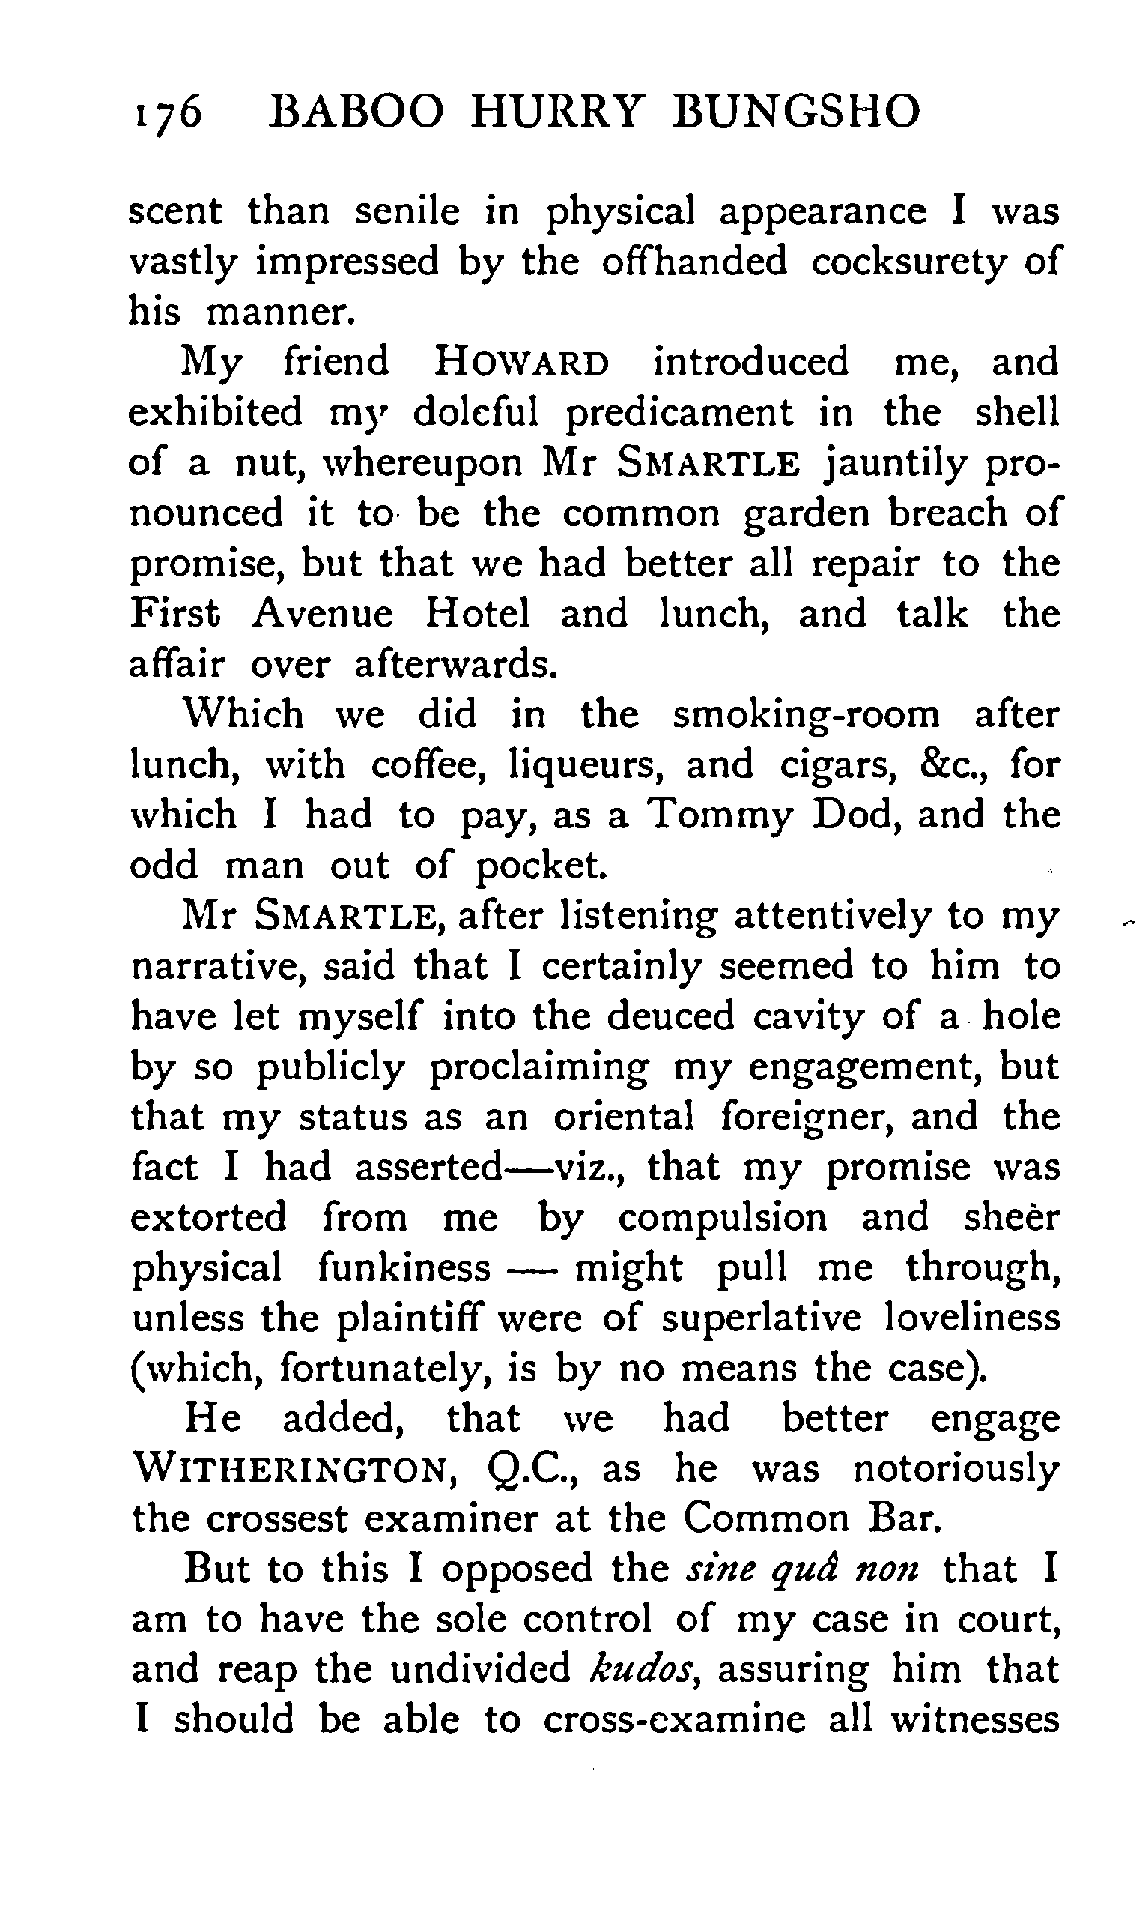 176 BABOO HURRY BUNGSHO
scent than senile in physical appearance I was
vastly impressed by the offhanded cocksurety of
his manner.
My friend HOWARD introduced me, and
exhibited my doleful predicament in the shell
of a nut, whereupon Mr SMARTLE jauntily pro-
nounced it to be the common garden breach of
promise, but that we had better all repair to the
First Avenue Hotel and lunch, and talk the
affair over afterwards.
Which we did in the smoking-room after
lunch, with coffee, liqueurs, and cigars, &c., for
which I had to pay, as a Tommy Dod, and the
odd man out of pocket.
Mr SMARTLE, after listening attentively to my
narrative, said that I certainly seemed to him to
have let myself into the deuced cavity of a hole
by so publicly proclaiming my engagement, but
that my status as an oriental foreigner, and the
fact I had asserted—viz., that my promise was
extorted from me by compulsion and sheer
physical funkiness — might pull me through,
unless the plaintiff were of superlative loveliness
(which, fortunately, is by no means the case).
He added, that we had better engage
WITHERINGTON, Q.C., as he was notoriously
the crossest examiner at the Common Bar.
But to this I opposed the sine quâ non that I
am to have the sole control of my case in court,
and reap the undivided kudos, assuring him that
I should be able to cross-examine all witnesses